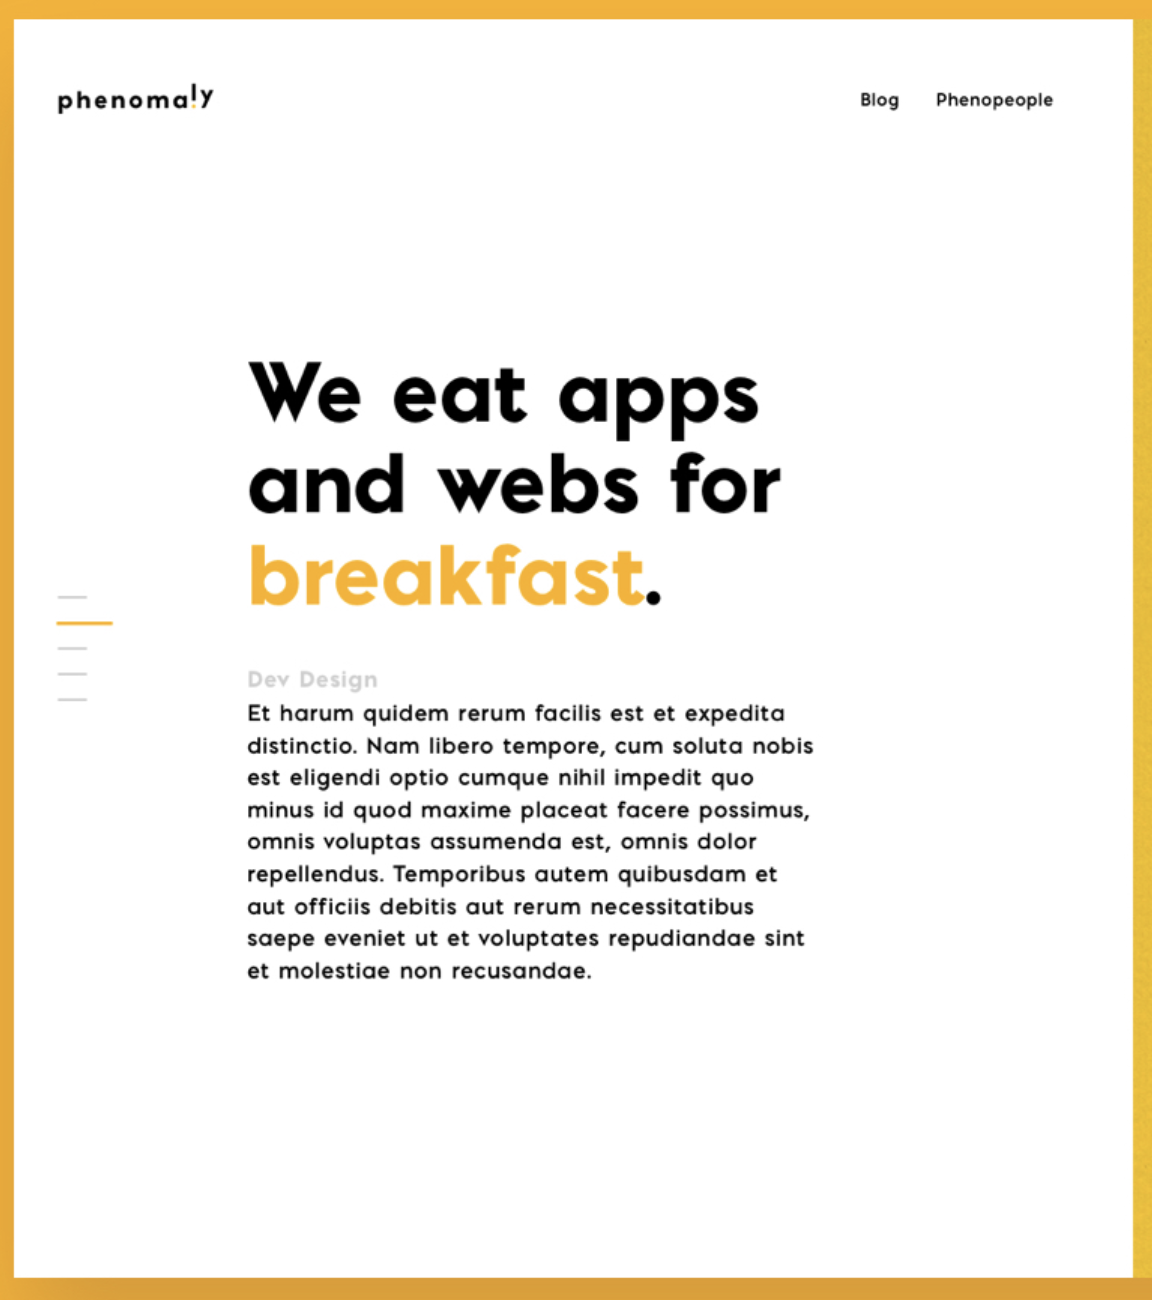 phenomaly
Blog Phenopeople
We eat apps
and webs for
breakfast.
Dev Design
Et harum quidem rerum facilis est et expedita
distinctio. Nam libero tempore, cum soluta nobis
est eligendi optio cumque nihil impedit quo
minus id quod maxime placeat facere possimus,
omnis voluptas assumenda est, omnis dolor
repellendus. Temporibus autem quibusdam et
aut officiis debitis aut rerum necessitatibus
saepe eveniet ut et voluptates repudiandae sint
et molestiae non recusandae.